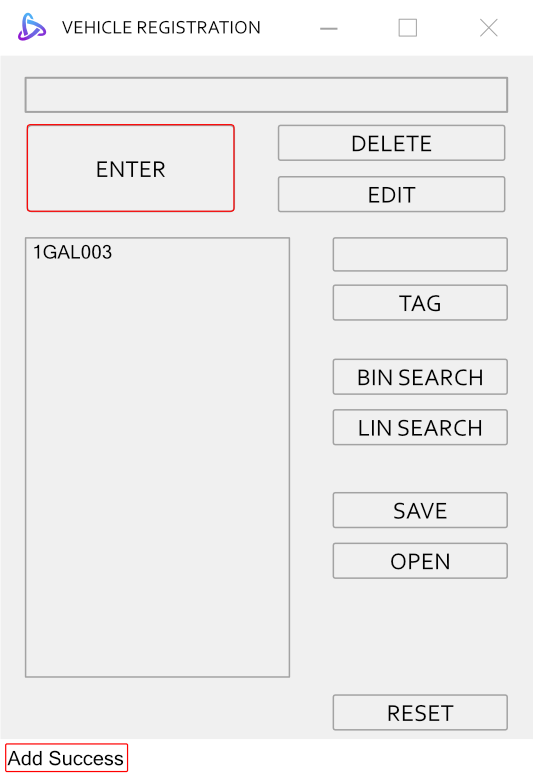 VEHICLE REGISTRATION
ENTER
DELETE
EDIT
1GAL003
TAG
BIN SEARCH
LIN SEARCH
SAVE
OPEN
RESET
Add Success